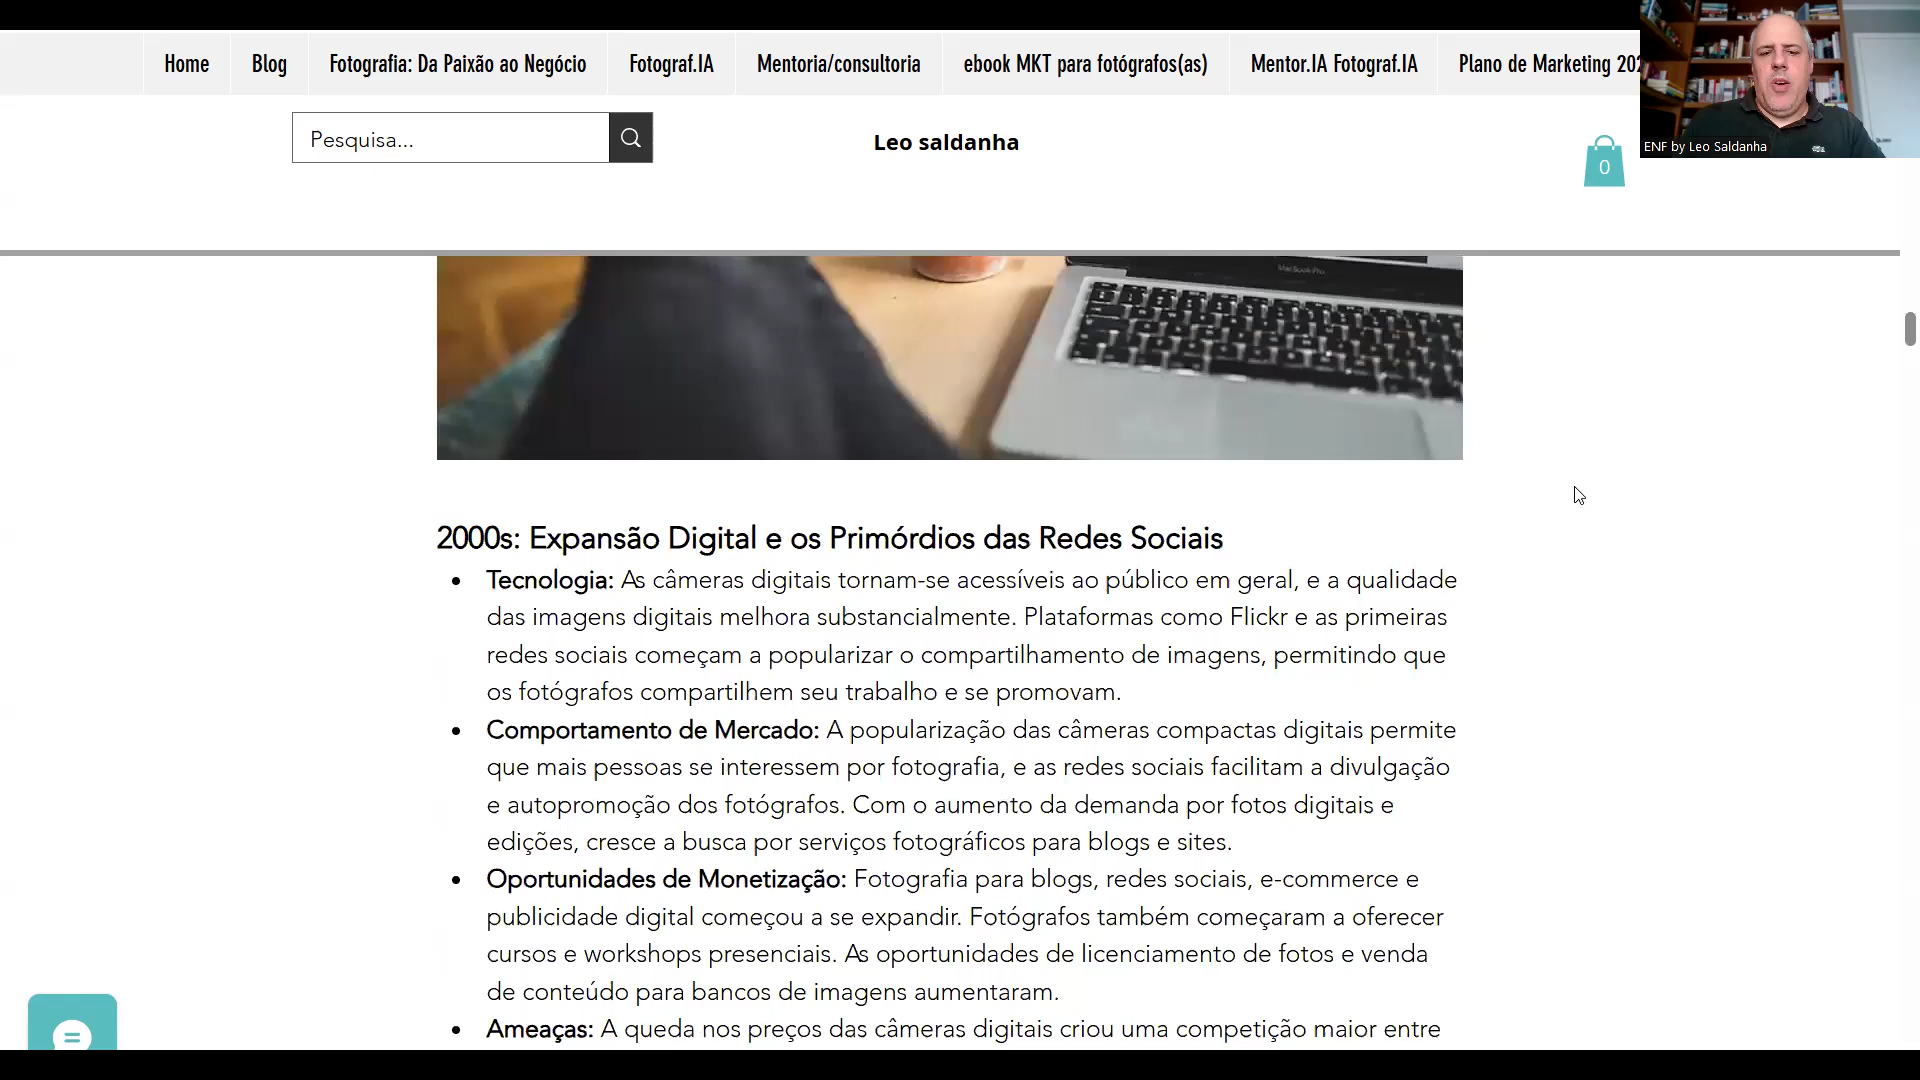 Home Blog Fotografia: Da Paixão ao Negócio Fotograf.IA Mentoria/consultoria ebook MKT para fotógrafos(as) Mentor.IA Fotograf.IA Plano de Marketing 202
ENF by Leo Saldanha
Pesquisa...
Leo saldanha
0
MacBook Pro
2000s: Expansão Digital e os Primórdios das Redes Sociais
• Tecnologia: As câmeras digitais tornam-se acessíveis ao público em geral, e a qualidade
das imagens digitais melhora substancialmente. Plataformas como Flickr e as primeiras
redes sociais começam a popularizar o compartilhamento de imagens, permitindo que
os fotógrafos compartilhem seu trabalho e se promovam.
• Comportamento de Mercado: A popularização das câmeras compactas digitais permite
que mais pessoas se interessem por fotografia, e as redes sociais facilitam a divulgação
e autopromoção dos fotógrafos. Com o aumento da demanda por fotos digitais e
edições, cresce a busca por serviços fotográficos para blogs e sites.
• Oportunidades de Monetização: Fotografia para blogs, redes sociais, e-commerce e
publicidade digital começou a se expandir. Fotógrafos também começaram a oferecer
cursos e workshops presenciais. As oportunidades de licenciamento de fotos e venda
de conteúdo para bancos de imagens aumentaram.
• Ameaças: A queda nos preços das câmeras digitais criou uma competição maior entre